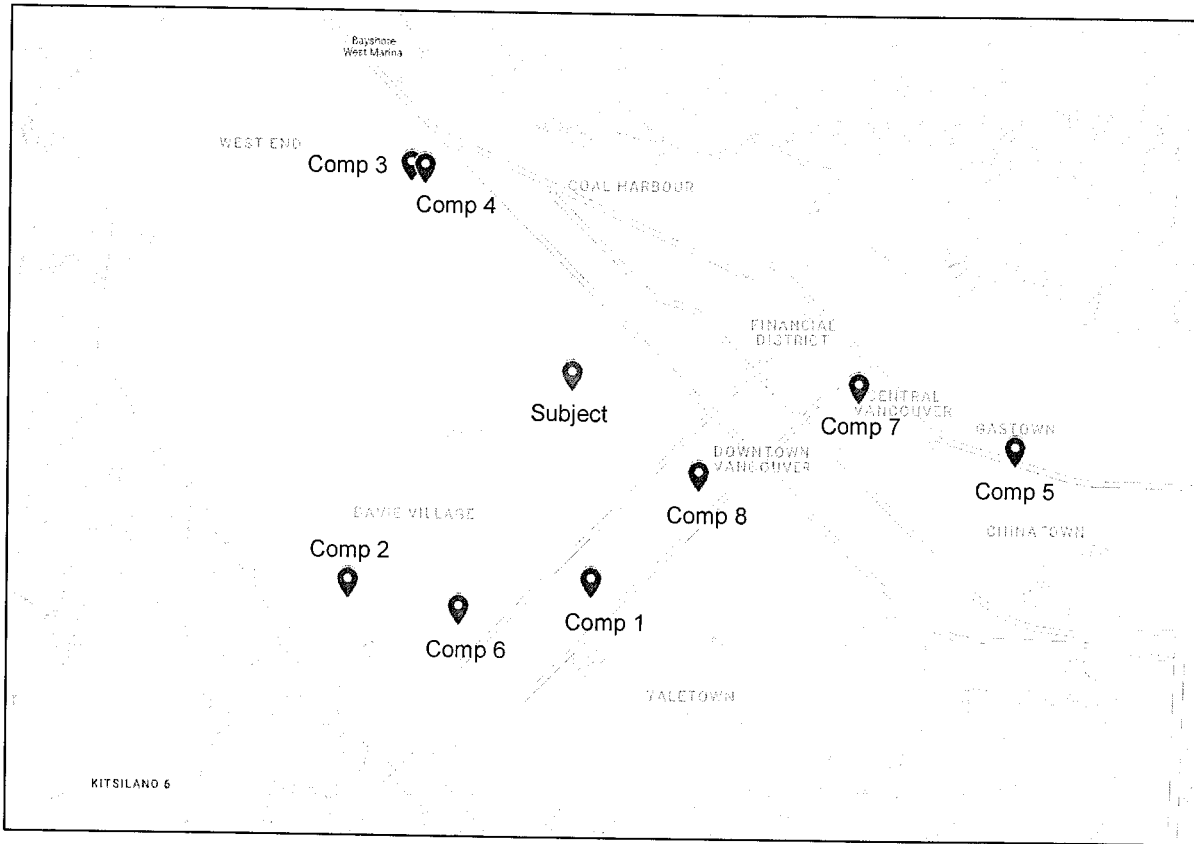 Bayshore
West Marina
WEST END
Comp 3
Comp 4
COAL HARBOUR
FINANCIAL
DISTRICT
Subject
CENTRAL
VANCOUVER
Comp 7
GASTOWN
DOWNTOWN
VANCOUVER
Comp 5
Comp 8
DAVIE VILLAGE
CHINATOWN
Comp 2
Comp 1
Comp 6
YALETOWN
KITSILANO 6